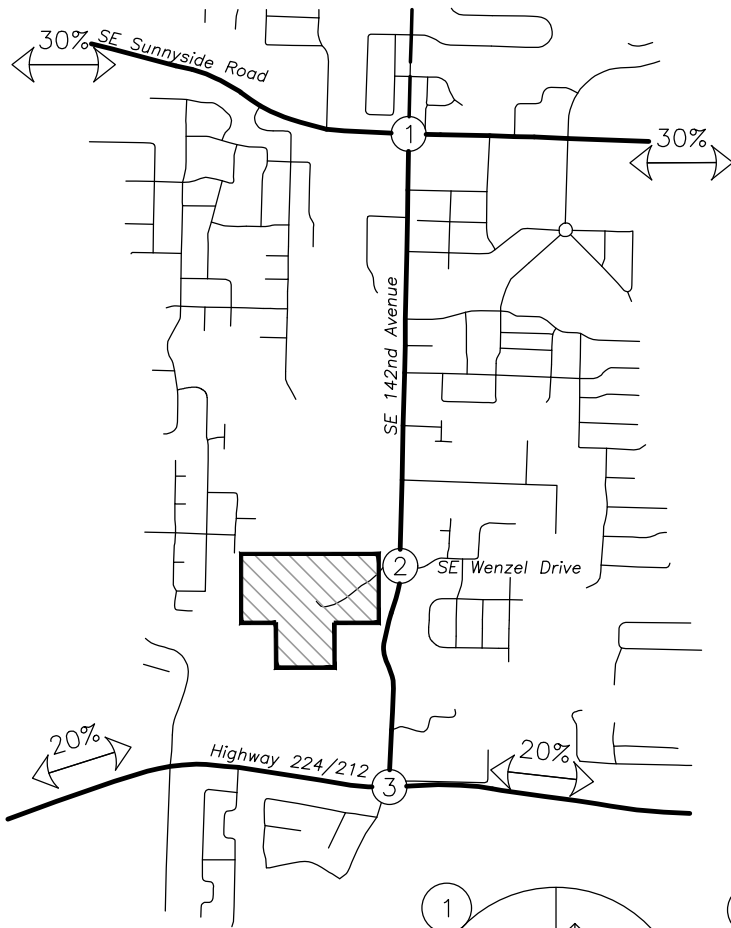 30%
SE Sunnyside Road
1
30%
SE 142nd Avenue
2
SE Wenzel Drive
20%
Highway 224/212
20%
3
1